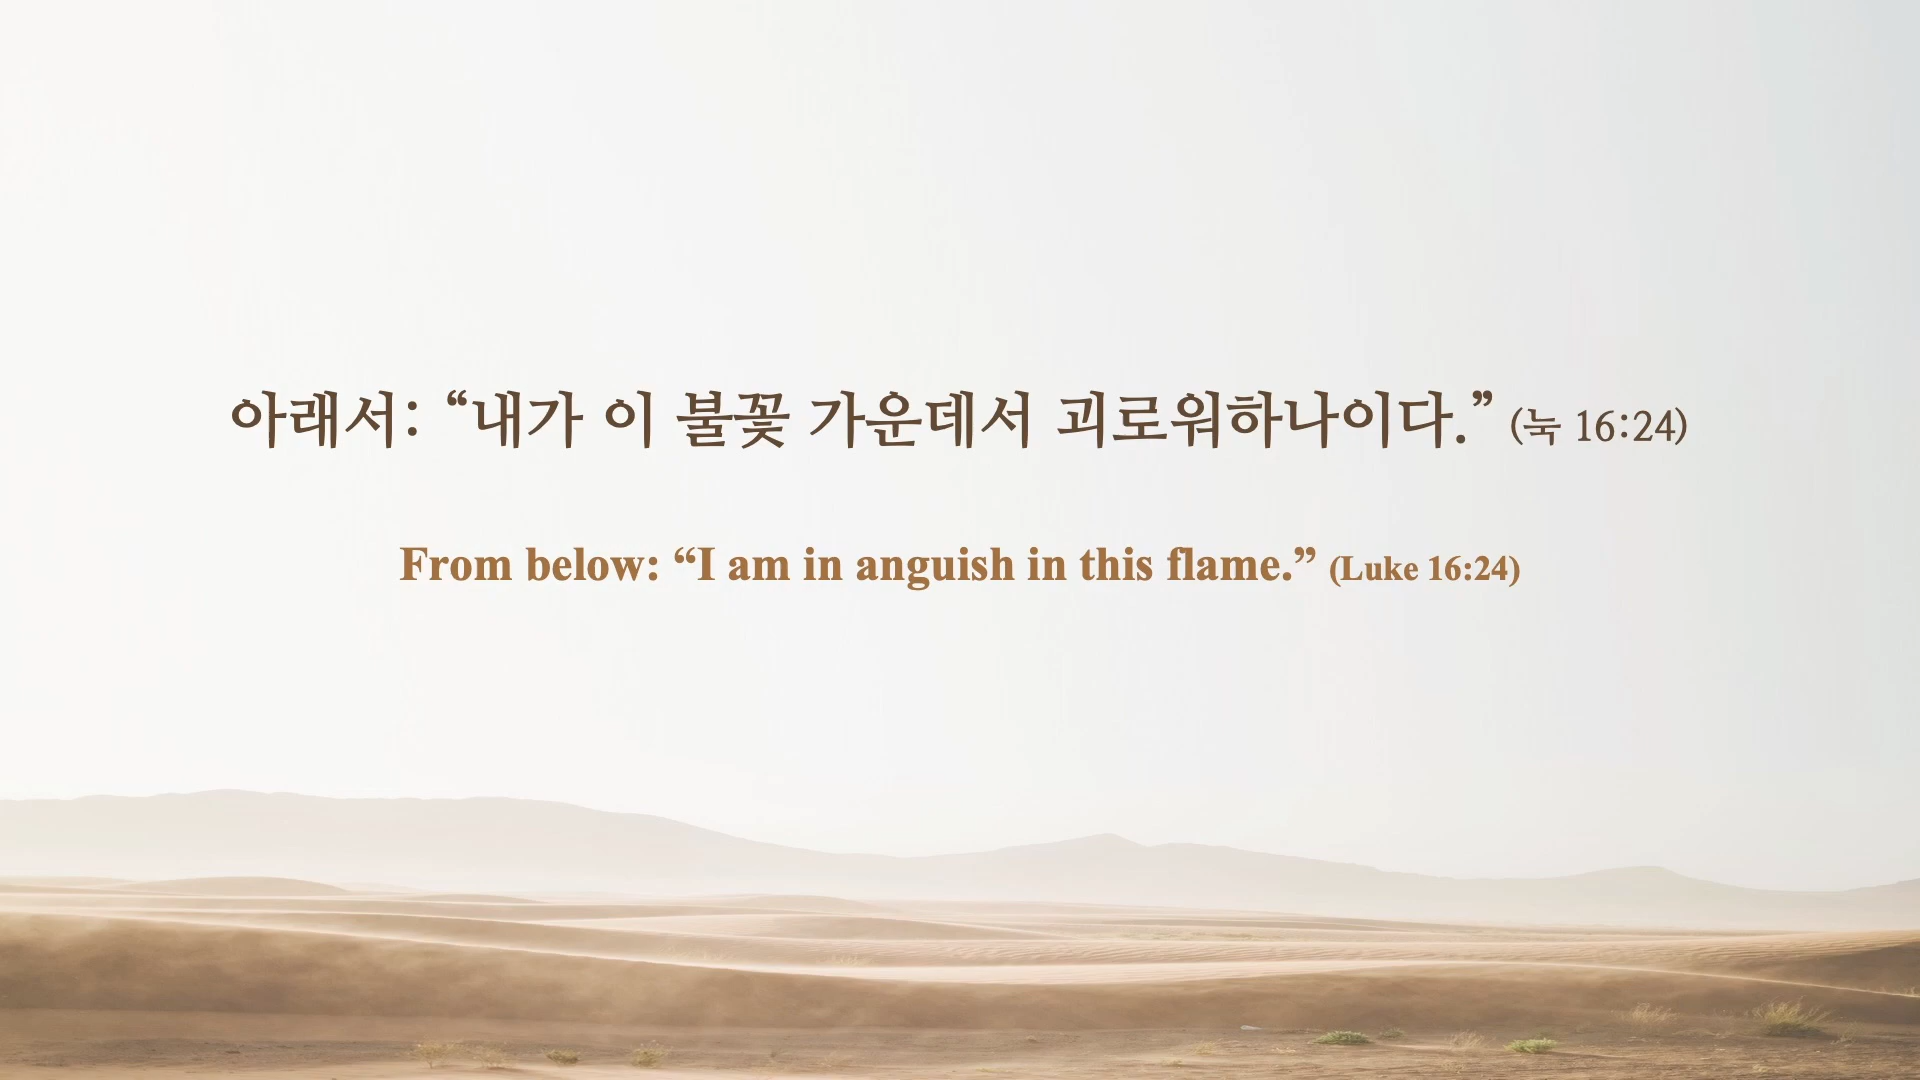 아래서: “내가 이 불꽃 가운데서 괴로워하나이다.” (눅 16:24)
From below: “I am in anguish in this flame.” (Luke 16:24)